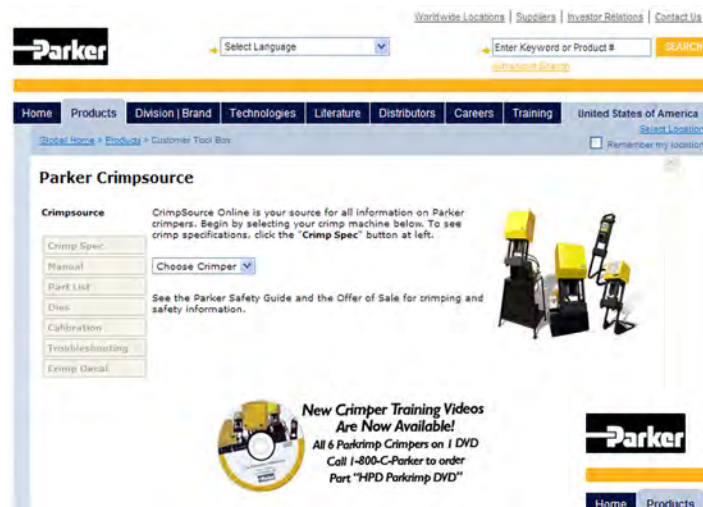 Worldwide Locations | Suppliers | Investor Relations | Contact Us
Parker
Select Language
Enter Keyword or Product #
SEARCH
Advanced Search
Home Products Division | Brand Technologies Literature Distributors Careers Training United States of America
Global Home > Products > Customer Tool Box
Select Location
Remember my location
Parker Crimpsource
Crimpsource
CrimpSource Online is your source for all information on Parker
crimpers. Begin by selecting your crimp machine below. To see
crimp specifications, click the "Crimp Spec" button at left.
Crimp Spec
Manual
Part List
Dies
Calibration
Troubleshooting
Crimp Decal
Choose Crimper
See the Parker Safety Guide and the Offer of Sale for crimping and
safety information.
New Crimper Training Videos
Are Now Available!
All 6 Parkrimp Crimpers on 1 DVD
Call 1-800-C-Parker to order
Part "HPD Parkrimp DVD"
Parker
Home Products